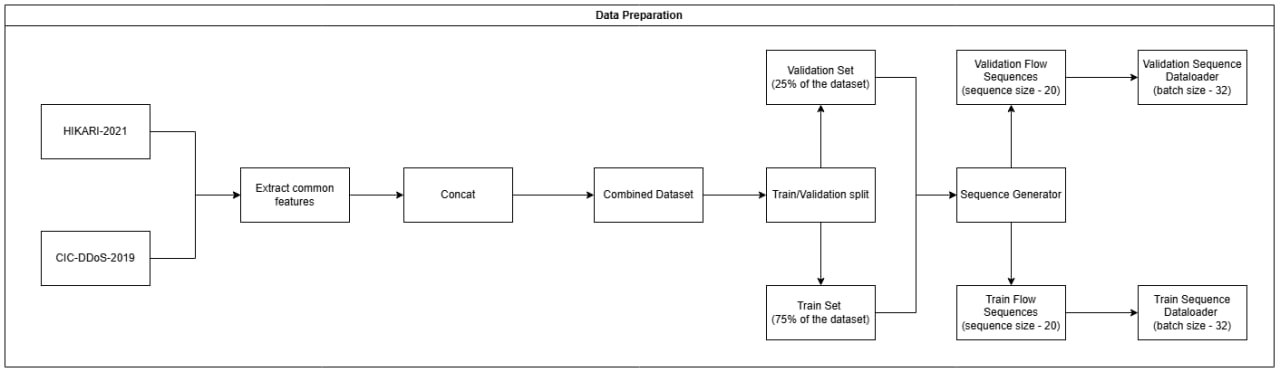 Data Preparation
HIKARI-2021
CIC-DDoS-2019
Extract common
features
Concat
Combined Dataset
Validation Set
(25% of the dataset)
Train/Validation split
Train Set
(75% of the dataset)
Sequence Generator
Validation Flow
Sequences
(sequence size - 20)
Validation Sequence
Dataloader
(batch size - 32)
Train Flow
Sequences
(sequence size - 20)
Train Sequence
Dataloader
(batch size - 32)